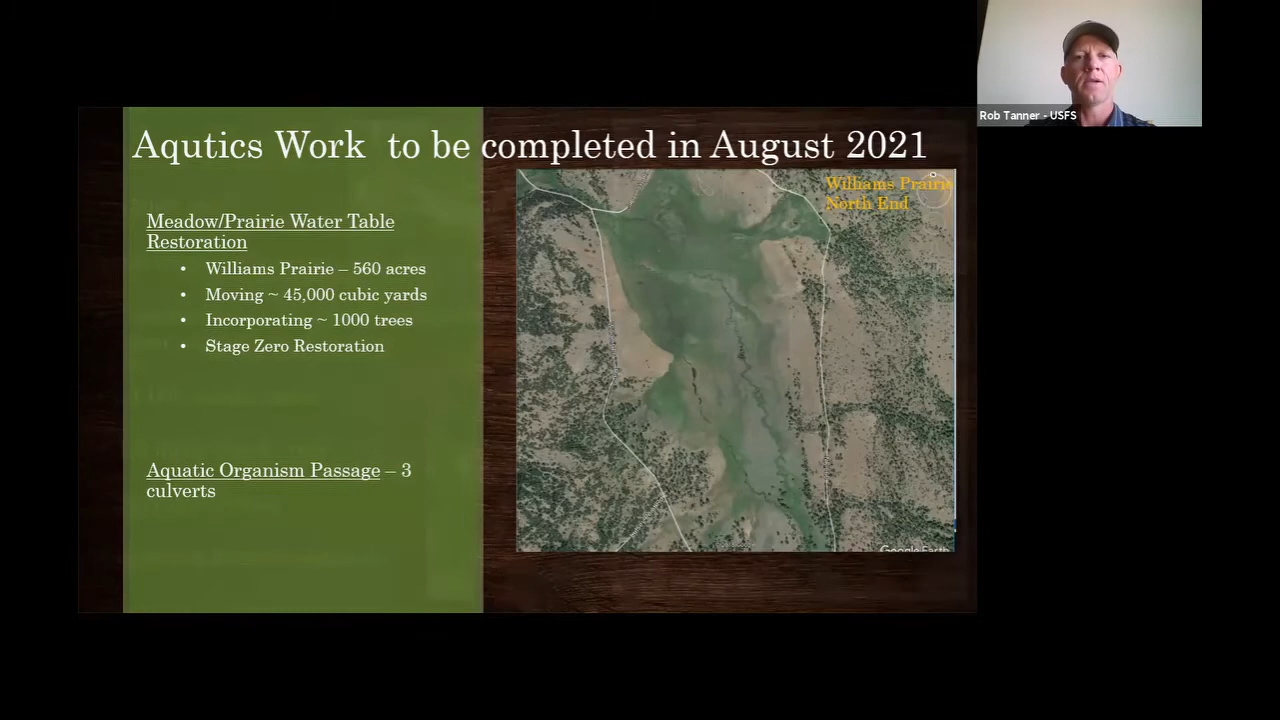 Rob Tanner - USFS
Aqutics Work to be completed in August 2021
Williams Prairie
North End
Meadow/Prairie Water Table
Restoration
• Williams Prairie – 560 acres
• Moving ~ 45,000 cubic yards
• Incorporating ~ 1000 trees
• Stage Zero Restoration
Aquatic Organism Passage – 3
culverts
Google Earth